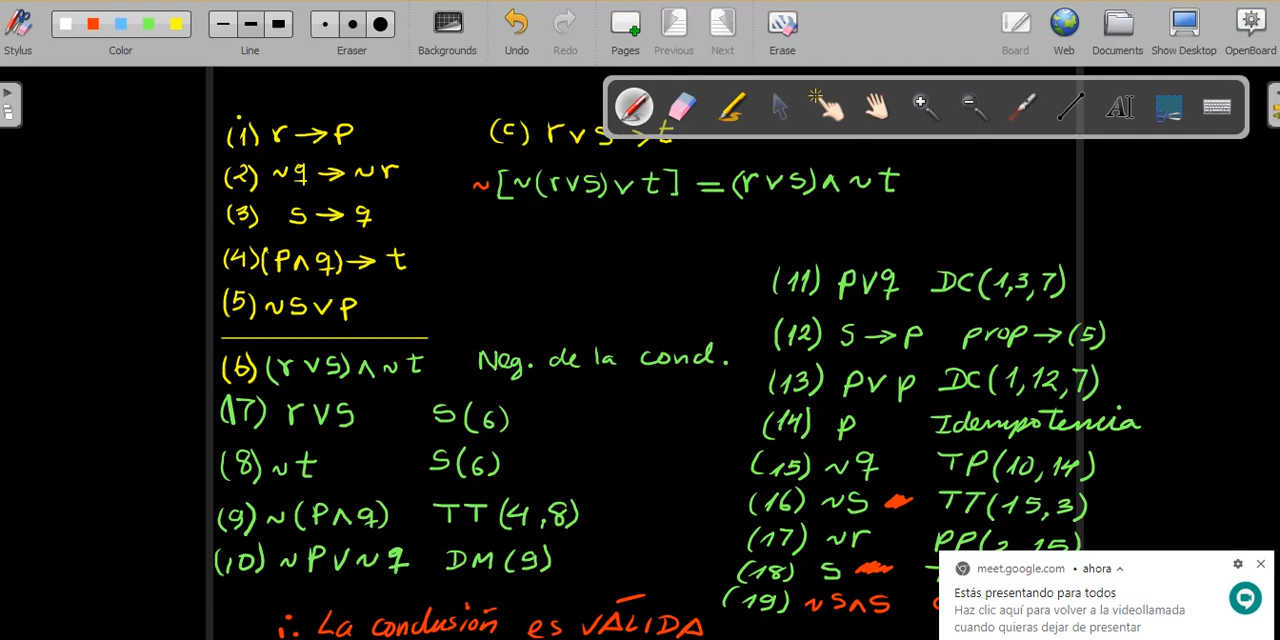 Stylus Color Line Eraser Backgrounds Undo Redo Pages Previous Next Erase Board Web Documents Show Desktop OpenBoard
(1) r → p
(2) ~q → ~r
(3) s → q
(4) (p ∧ q) → t
(5) ~s ∨ p
(C) r ∨ s → t
~[~(r ∨ s) ∨ t] = (r ∨ s) ∧ ~t
(6) (r ∨ s) ∧ ~t Neg. de la cond.
(7) r ∨ s S(6)
(8) ~t S(6)
(9) ~(p ∧ q) TT(4,8)
(10) ~p ∨ ~q DM(9)
(11) p ∨ q DC(1,3,7)
(12) s → p prop → (5)
(13) p ∨ p DC(1,12,7)
(14) p Idempotencia
(15) ~q TP(10,14)
(16) ~s TT(15,3)
(17) ~r PP(2,15)
(18) s
(19) ~s ∧ s
∴ La conclusión es VÁLIDA
meet.google.com • ahora
Estás presentando para todos
Haz clic aquí para volver a la videollamada
cuando quieras dejar de presentar